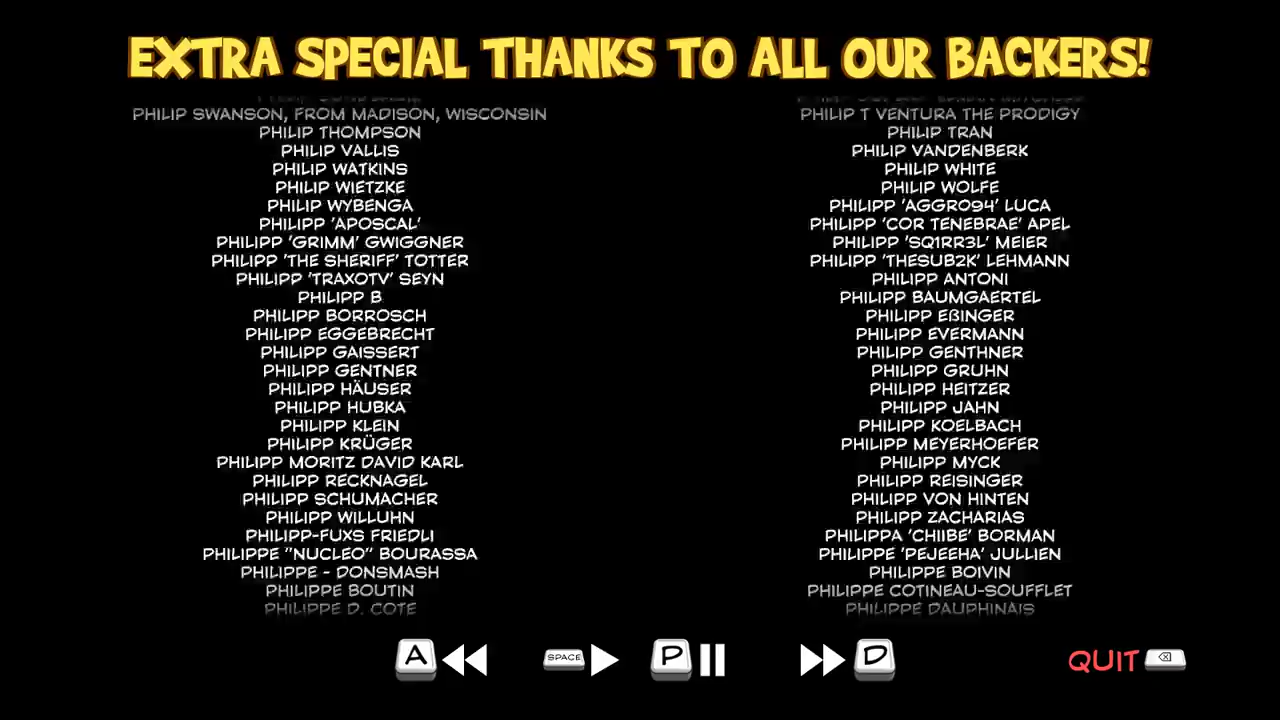 EXTRA SPECIAL THANKS TO ALL OUR BACKERS!
PHILIP SWANSON, FROM MADISON, WISCONSIN
PHILIP T VENTURA THE PRODIGY
PHILIP THOMPSON
PHILIP TRAN
PHILIP VALLIS
PHILIP VANDENBERK
PHILIP WATKINS
PHILIP WHITE
PHILIP WIETZKE
PHILIP WOLFE
PHILIP WYBENGA
PHILIPP 'AGGRO94' LUCA
PHILIPP 'APOSCAL'
PHILIPP 'COR TENEBRAE' APEL
PHILIPP 'GRIMM' GWIGGNER
PHILIPP 'SQ1RR3L' MEIER
PHILIPP 'THE SHERIFF' TOTTER
PHILIPP 'THESUB2K' LEHMANN
PHILIPP 'TRAXOTV' SEYN
PHILIPP ANTONI
PHILIPP B
PHILIPP BAUMGAERTEL
PHILIPP BORROSCH
PHILIPP EßINGER
PHILIPP EGGEBRECHT
PHILIPP EVERMANN
PHILIPP GAISSERT
PHILIPP GENTHNER
PHILIPP GENTNER
PHILIPP GRUHN
PHILIPP HÄUSER
PHILIPP HEITZER
PHILIPP HUBKA
PHILIPP JAHN
PHILIPP KLEIN
PHILIPP KOELBACH
PHILIPP KRÜGER
PHILIPP MEYERHOEFER
PHILIPP MORITZ DAVID KARL
PHILIPP MYCK
PHILIPP RECKNAGEL
PHILIPP REISINGER
PHILIPP SCHUMACHER
PHILIPP VON HINTEN
PHILIPP WILLUHN
PHILIPP ZACHARIAS
PHILIPP-FUXS FRIEDLI
PHILIPPA 'CHIIBE' BORMAN
PHILIPPE "NUCLEO" BOURASSA
PHILIPPE 'PEJEEHA' JULLIEN
PHILIPPE - DONSMASH
PHILIPPE BOIVIN
PHILIPPE BOUTIN
PHILIPPE COTINEAU-SOUFFLET
PHILIPPE D. COTE
PHILIPPE DAUPHINAIS
A SPACE P D QUIT